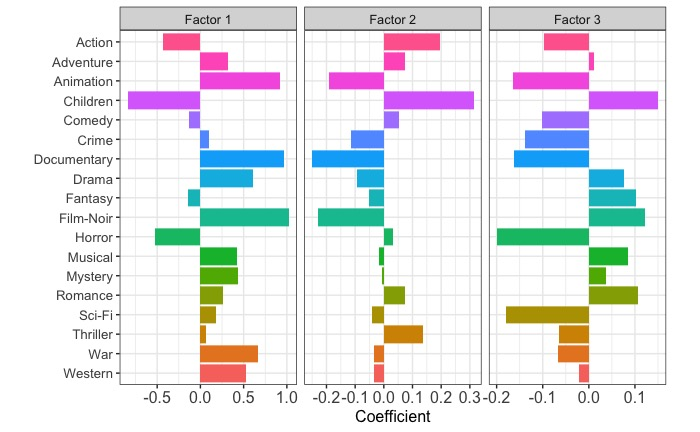 Factor 1 Factor 2 Factor 3
Action
Adventure
Animation
Children
Comedy
Crime
Documentary
Drama
Fantasy
Film-Noir
Horror
Musical
Mystery
Romance
Sci-Fi
Thriller
War
Western
-0.5 0.0 0.5 1.0 -0.2 -0.1 0.0 0.1 0.2 0.3 -0.2 -0.1 0.0 0.1
Coefficient